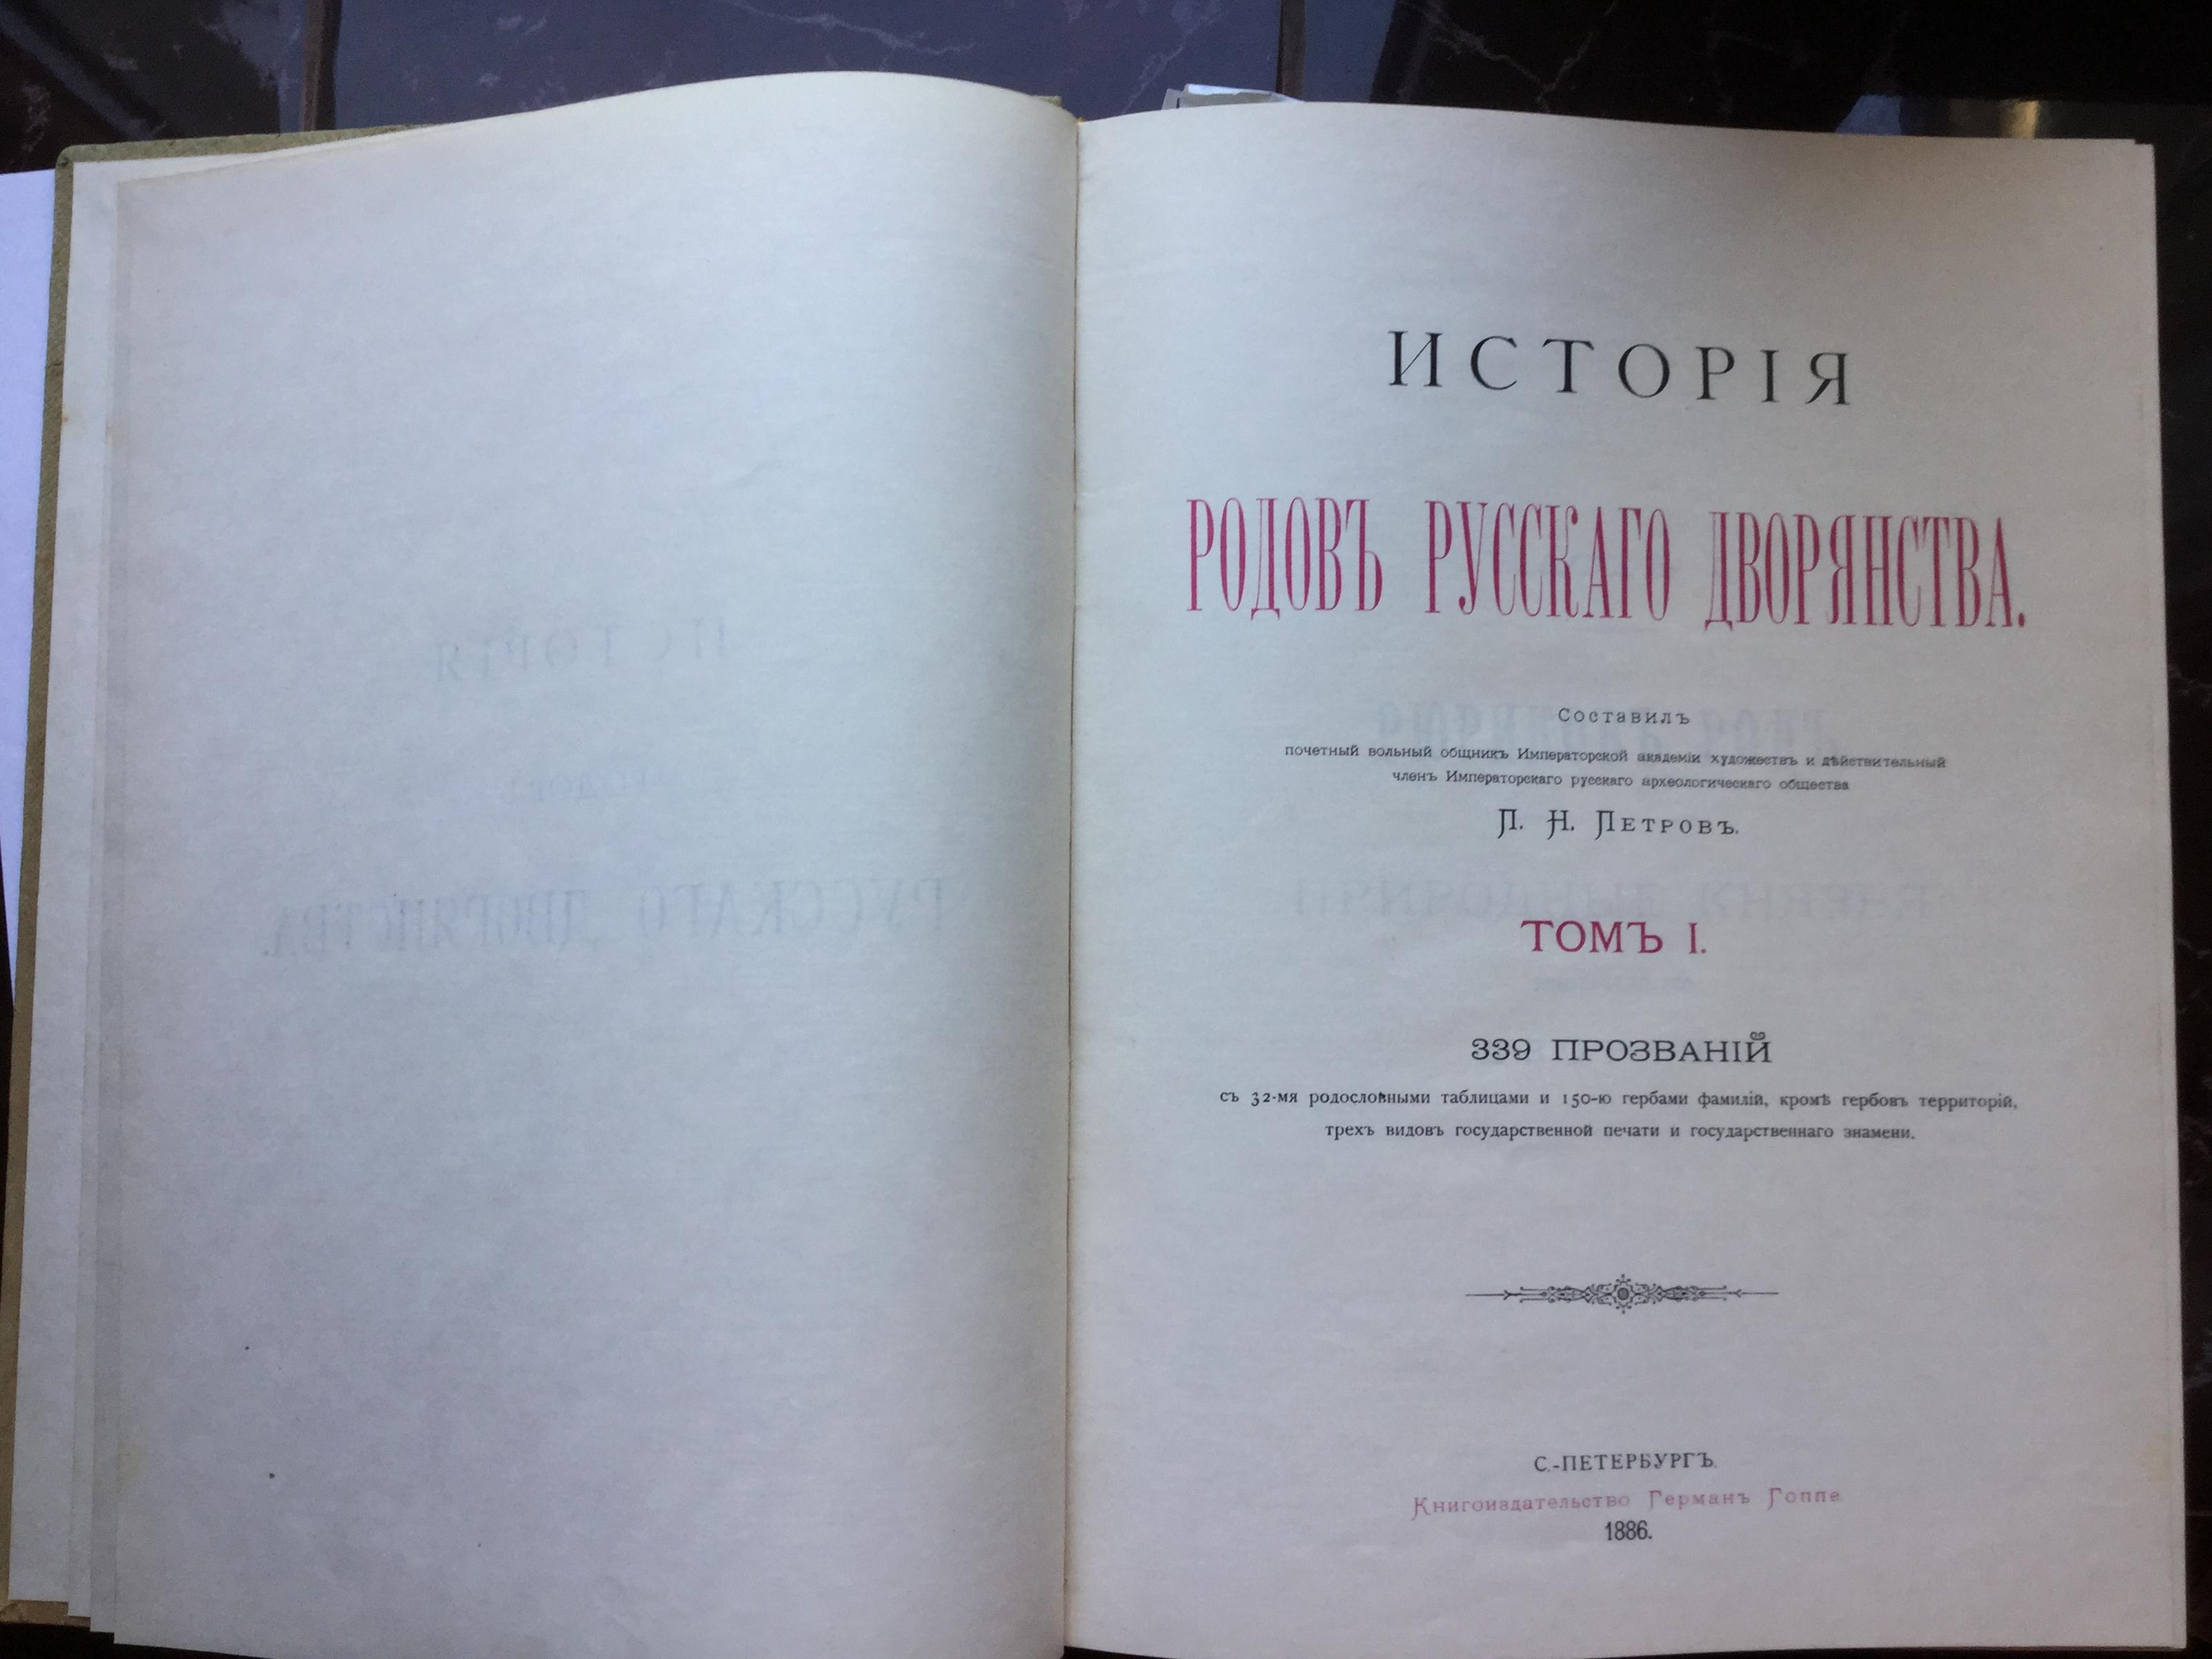 ИСТОРІЯ
РОДОВЪ РУССКАГО ДВОРЯНСТВА.
Составилъ
почетный вольный общникъ Императорской академіи художествъ и дѣйствительный
членъ Императорскаго русскаго археологическаго общества
П. Н. Петровъ.
ТОМЪ I.
339 ПРОЗВАНІЙ
съ 32-мя родословными таблицами и 150-ю гербами фамилій, кромѣ гербовъ территорій,
трехъ видовъ государственной печати и государственнаго знамени.
С.-ПЕТЕРБУРГЪ.
Книгоиздательство Германъ Гоппе.
1886.